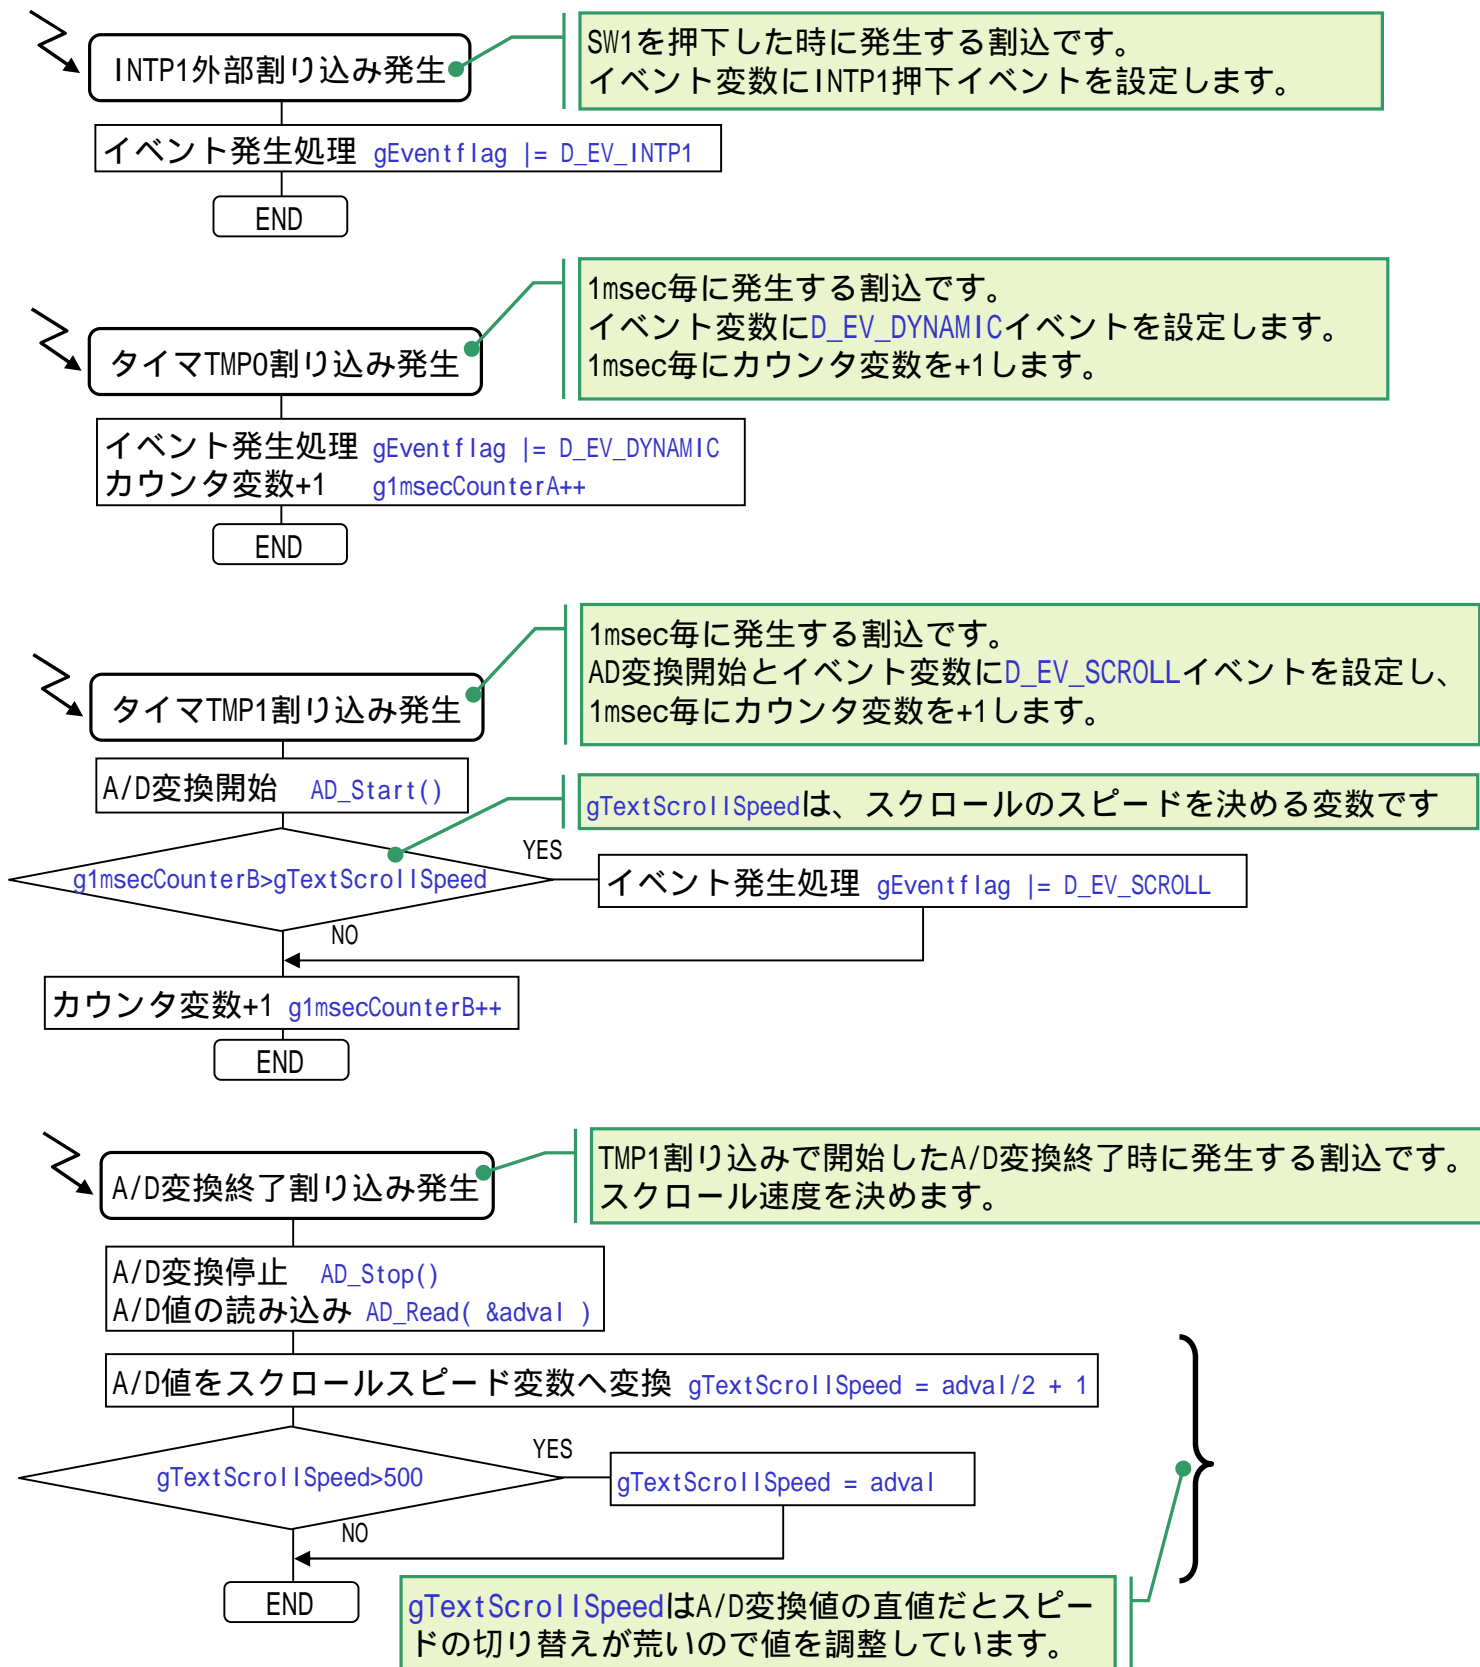 INTP1外部割り込み発生
SW1を押下した時に発生する割込です。
イベント変数にINTP1押下イベントを設定します。
イベント発生処理 gEventflag |= D_EV_INTP1
END
タイマTMP0割り込み発生
1msec毎に発生する割込です。
イベント変数にD_EV_DYNAMICイベントを設定します。
1msec毎にカウンタ変数を+1します。
イベント発生処理 gEventflag |= D_EV_DYNAMIC
カウンタ変数+1 g1msecCounterA++
END
タイマTMP1割り込み発生
1msec毎に発生する割込です。
AD変換開始とイベント変数にD_EV_SCROLLイベントを設定し、
1msec毎にカウンタ変数を+1します。
A/D変換開始 AD_Start()
gTextScrollSpeedは、スクロールのスピードを決める変数です
g1msecCounterB>gTextScrollSpeed
YES
イベント発生処理 gEventflag |= D_EV_SCROLL
NO
カウンタ変数+1 g1msecCounterB++
END
A/D変換終了割り込み発生
TMP1割り込みで開始したA/D変換終了時に発生する割込です。
スクロール速度を決めます。
A/D変換停止 AD_Stop()
A/D値の読み込み AD_Read( &adval )
A/D値をスクロールスピード変数へ変換 gTextScrollSpeed = adval/2 + 1
gTextScrollSpeed>500
YES
gTextScrollSpeed = adval
NO
END
gTextScrollSpeedはA/D変換値の直値だとスピー
ドの切り替えが荒いので値を調整しています。